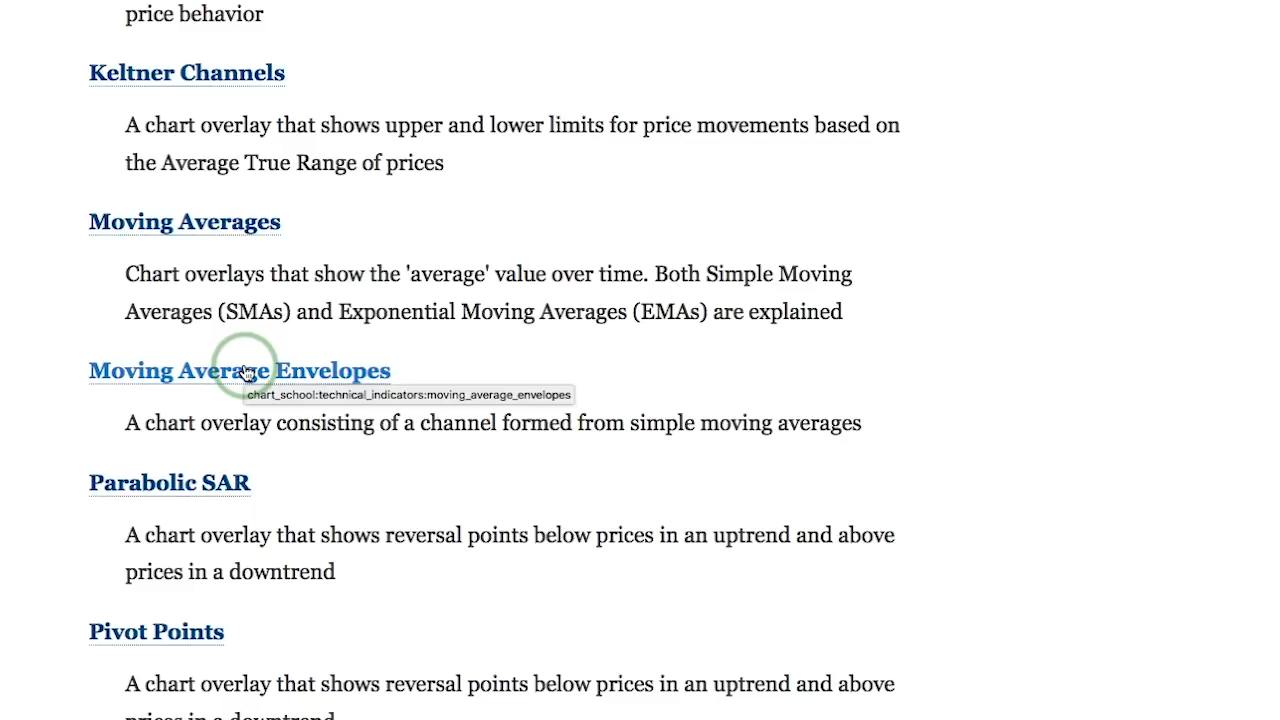 price behavior
Keltner Channels
A chart overlay that shows upper and lower limits for price movements based on
the Average True Range of prices
Moving Averages
Chart overlays that show the 'average' value over time. Both Simple Moving
Averages (SMAs) and Exponential Moving Averages (EMAs) are explained
Moving Average Envelopes
chart_school:technical_indicators:moving_average_envelopes
A chart overlay consisting of a channel formed from simple moving averages
Parabolic SAR
A chart overlay that shows reversal points below prices in an uptrend and above
prices in a downtrend
Pivot Points
A chart overlay that shows reversal points below prices in an uptrend and above
prices in a downtrend